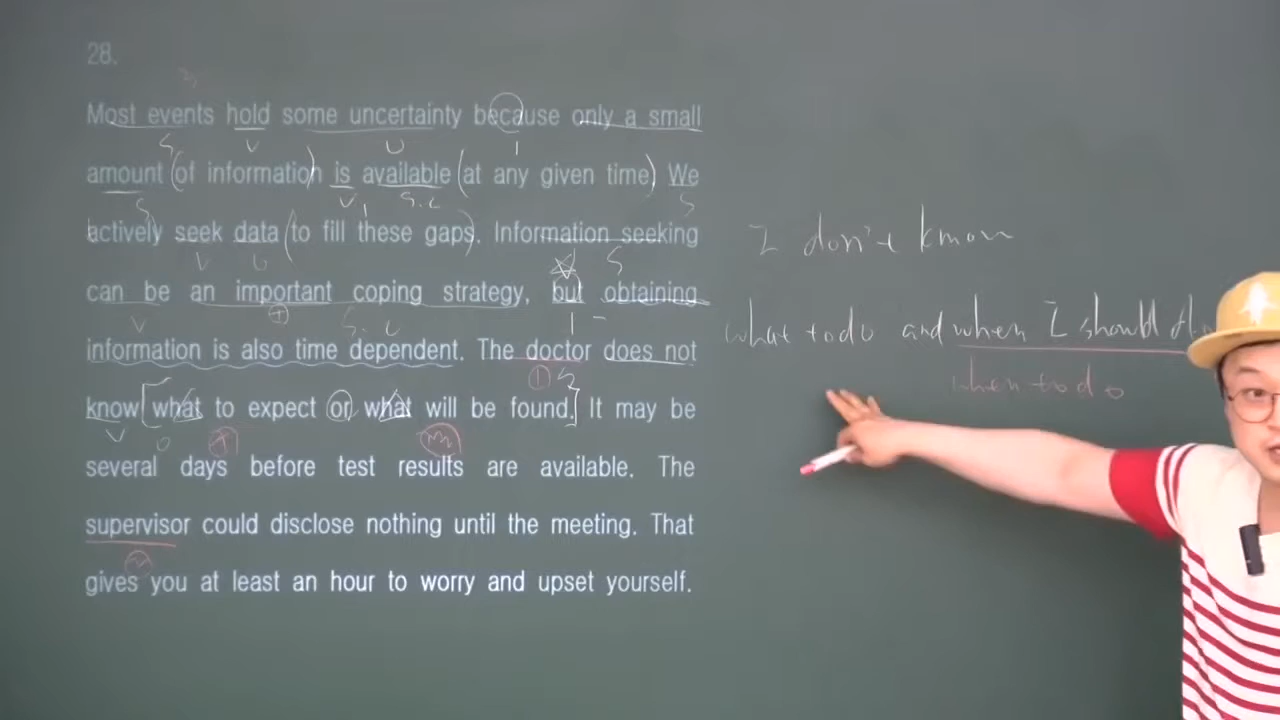 28.
Most events hold some uncertainty because only a small
amount (of information) is available (at any given time) We
actively seek data (to fill these gaps). Information seeking
can be an important coping strategy, but obtaining
information is also time dependent. The doctor does not
know [what to expect or what will be found.] It may be
several days before test results are available. The
supervisor could disclose nothing until the meeting. That
gives you at least an hour to worry and upset yourself.
I don't know
what to do and when I should
when to do